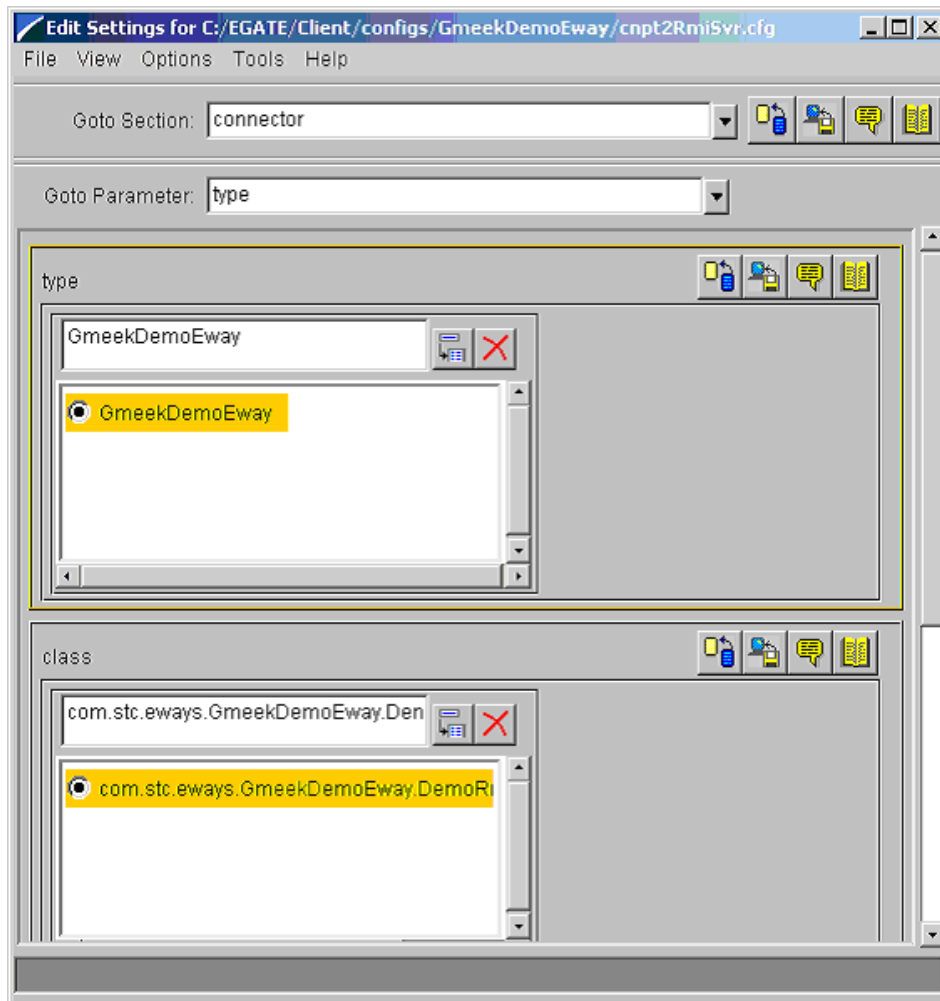 Edit Settings for C:/EGATE/Client/configs/GmeekDemoEway/cnpt2RmiSvr.cfg
File View Options Tools Help
Goto Section: connector
Goto Parameter: type
type
GmeekDemoEway
GmeekDemoEway
class
com.stc.eways.GmeekDemoEway.Den
com.stc.eways.GmeekDemoEway.DemoRi